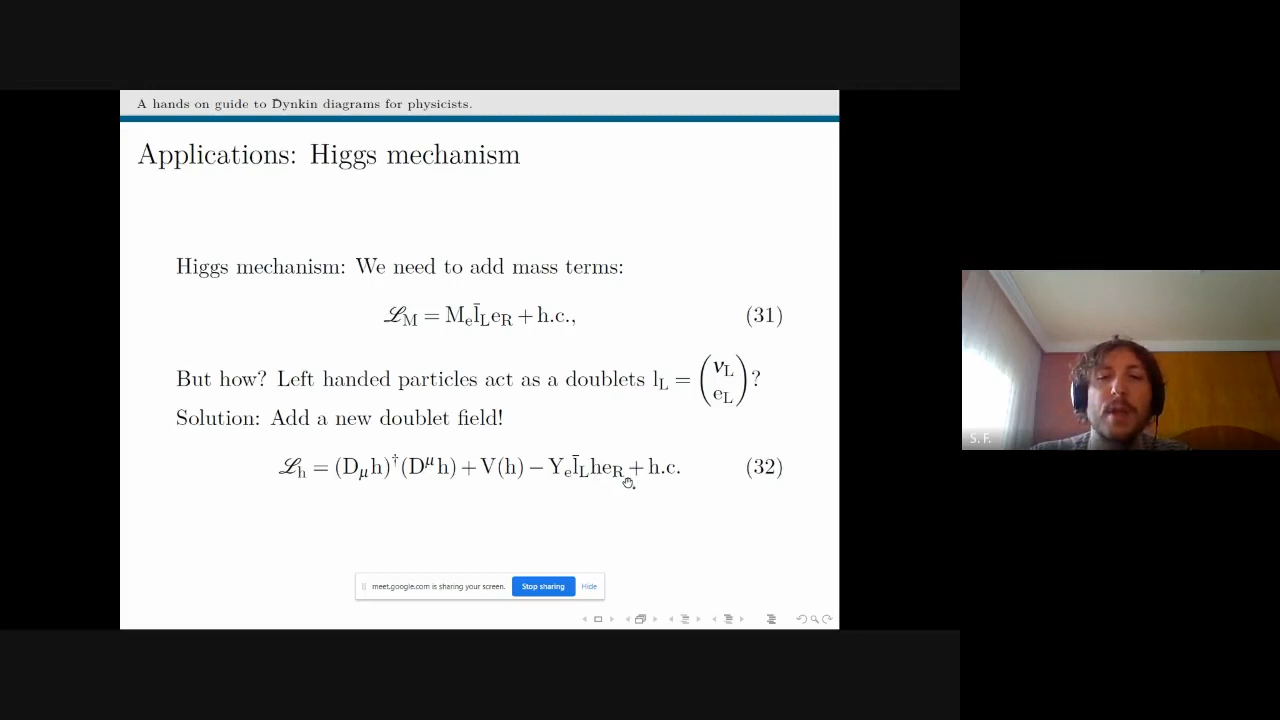 A hands on guide to Dynkin diagrams for physicists.
Applications: Higgs mechanism
Higgs mechanism: We need to add mass terms:
ℒ_M = M_e l̄_L e_R + h.c., (31)
But how? Left handed particles act as a doublets l_L = (ν_L e_L)?
Solution: Add a new doublet field!
ℒ_h = (D_μ h)^† (D^μ h) + V(h) − Y_e l̄_L h e_R + h.c. (32)
S. F.
meet.google.com is sharing your screen. Stop sharing Hide